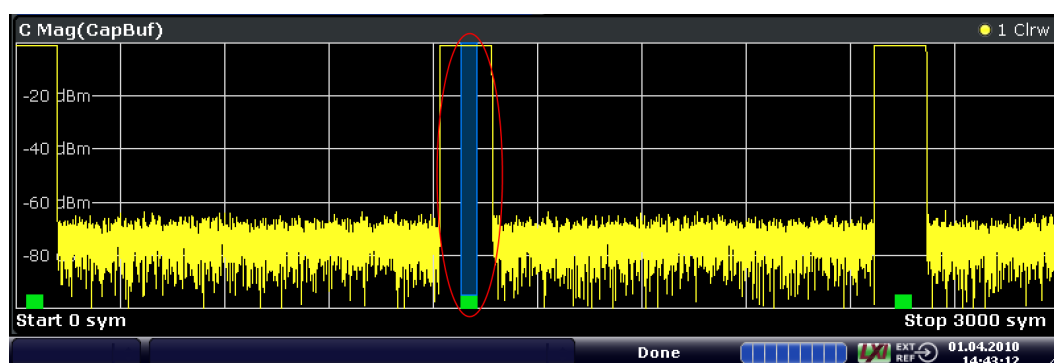 C Mag(CapBuf)
1 Clrw
-20 dBm
-40 dBm
-60 dBm
-80
Start 0 sym
Stop 3000 sym
Done
LXI
EXT
REF
01.04.2010
14:43:12